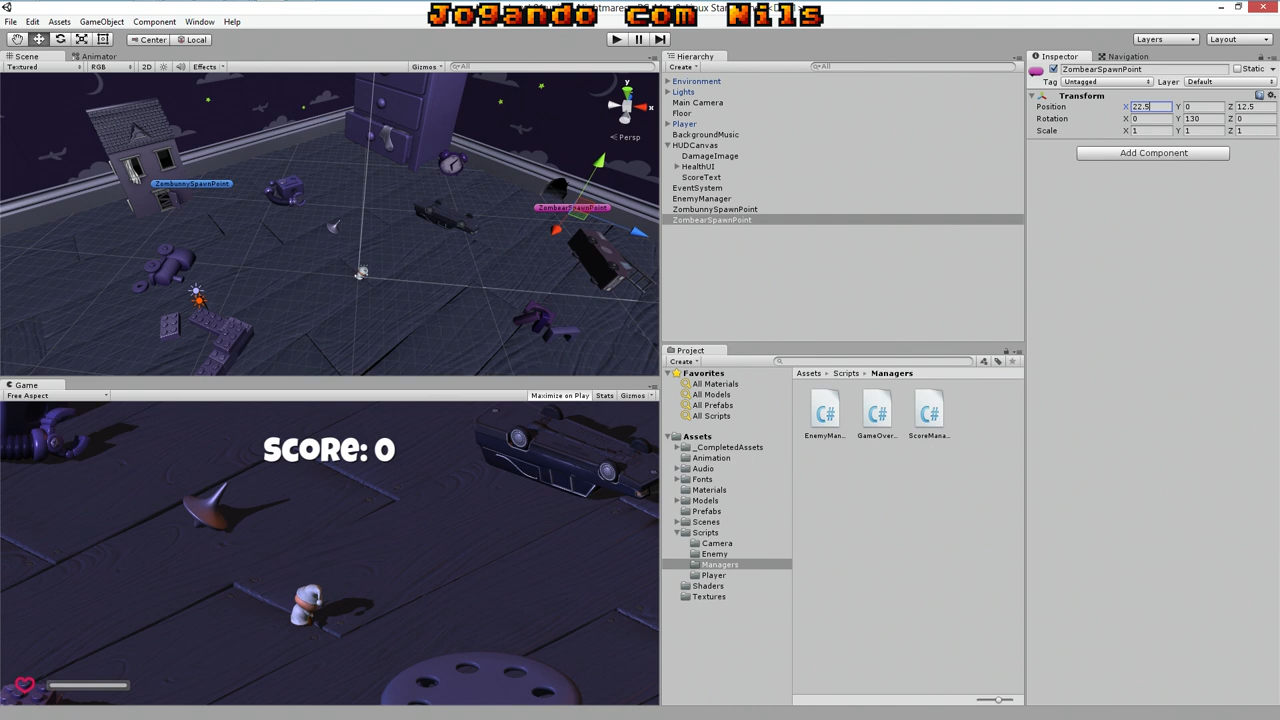 Jogando com Nils
File Edit Assets GameObject Component Window Help
Center Local
Layers Layout
Scene Animator
Textured RGB 2D Effects Gizmos All
y
x
Persp
ZombunnySpawnPoint
ZombearSpawnPoint
Game
Free Aspect Maximize on Play Stats Gizmos
SCORE: 0
Hierarchy
Create All
Environment
Lights
Main Camera
Floor
Player
BackgroundMusic
HUDCanvas
DamageImage
HealthUI
ScoreText
EventSystem
EnemyManager
ZombunnySpawnPoint
ZombearSpawnPoint
Project
Create
Favorites
All Materials
All Models
All Prefabs
All Scripts
Assets
_CompletedAssets
Animation
Audio
Fonts
Materials
Models
Prefabs
Scenes
Scripts
Camera
Enemy
Managers
Player
Shaders
Textures
Assets Scripts Managers
EnemyMan... GameOver... ScoreMana...
Inspector Navigation
ZombearSpawnPoint Static
Tag Untagged Layer Default
Transform
Position X 22.5 Y 0 Z 12.5
Rotation X 0 Y 130 Z 0
Scale X 1 Y 1 Z 1
Add Component